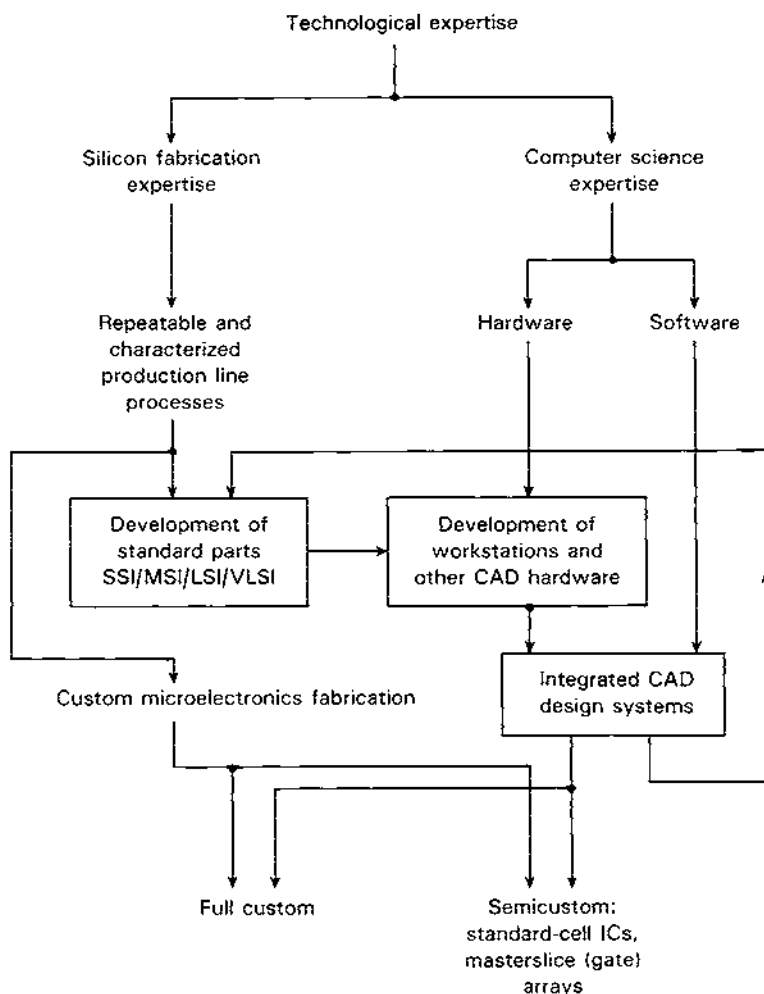 Technological expertise
Silicon fabrication
expertise
Computer science
expertise
Repeatable and
characterized
production line
processes
Hardware
Software
Development of
standard parts
SSI/MSI/LSI/VLSI
Development of
workstations and
other CAD hardware
Integrated CAD
design systems
Custom microelectronics fabrication
Full custom
Semicustom:
standard-cell ICs,
masterslice (gate)
arrays